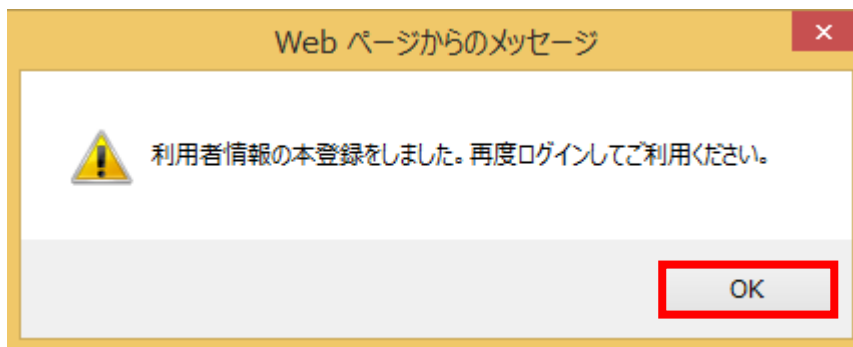 Web ページからのメッセージ
利用者情報の本登録をしました。再度ログインしてご利用ください。
OK